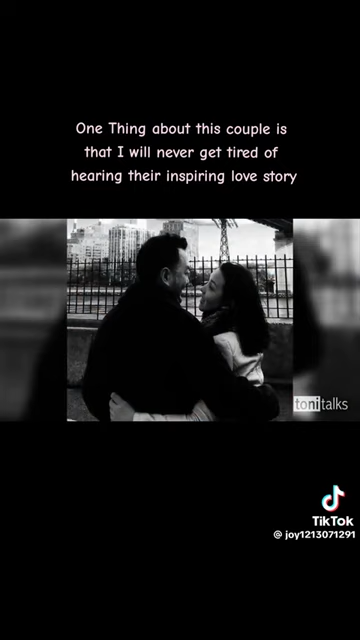 One Thing about this couple is
that I will never get tired of
hearing their inspiring love story
tonitalks
TikTok
@ joy1213071291